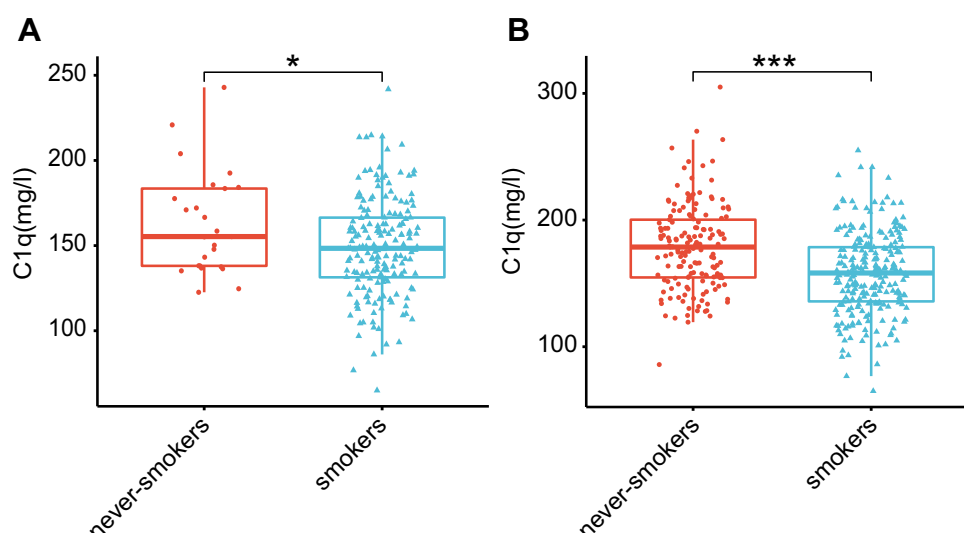 A
B
*
***
C1q(mg/l)
250
200
150
100
never-smokers
smokers
C1q(mg/l)
300
200
100
never-smokers
smokers